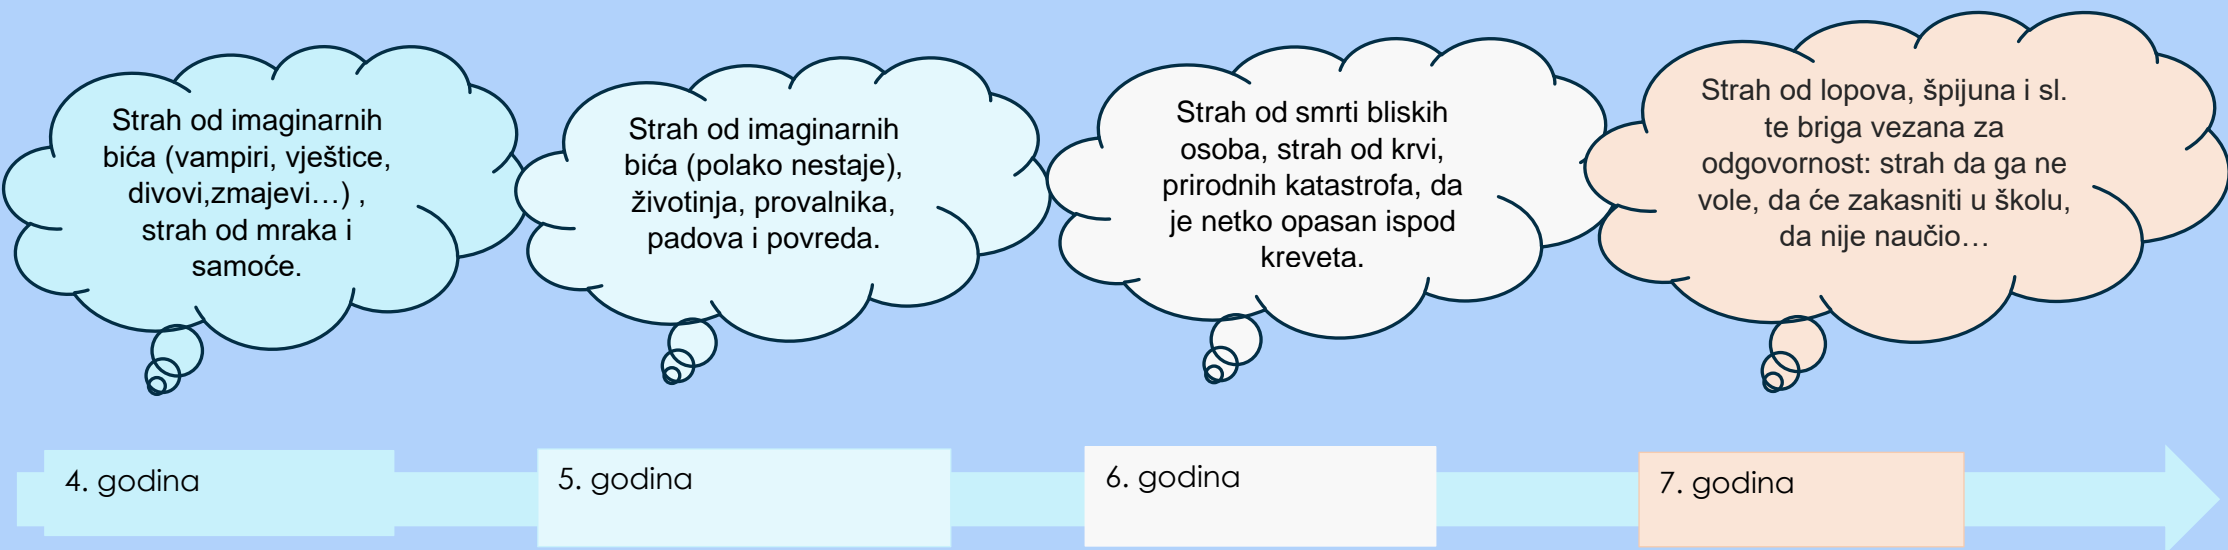 Strah od imaginarnih
bića (vampiri, vještice,
divovi,zmajevi…) ,
strah od mraka i
samoće.
Strah od imaginarnih
bića (polako nestaje),
životinja, provalnika,
padova i povreda.
Strah od smrti bliskih
osoba, strah od krvi,
prirodnih katastrofa, da
je netko opasan ispod
kreveta.
Strah od lopova, špijuna i sl.
te briga vezana za
odgovornost: strah da ga ne
vole, da će zakasniti u školu,
da nije naučio…
4. godina
5. godina
6. godina
7. godina